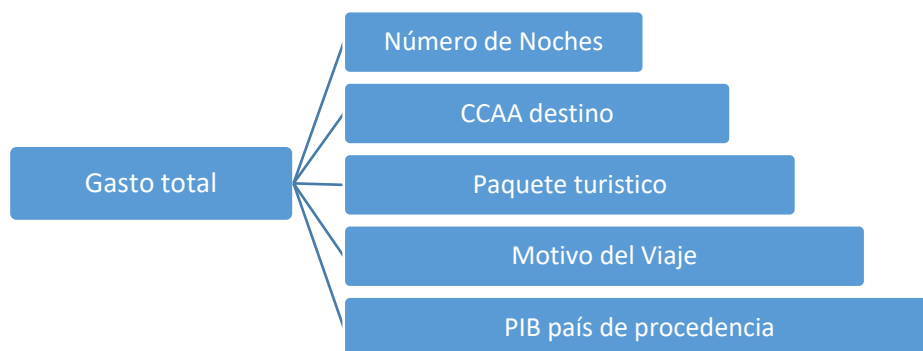 Número de Noches
CCAA destino
Gasto total
Paquete turistico
Motivo del Viaje
PIB país de procedencia